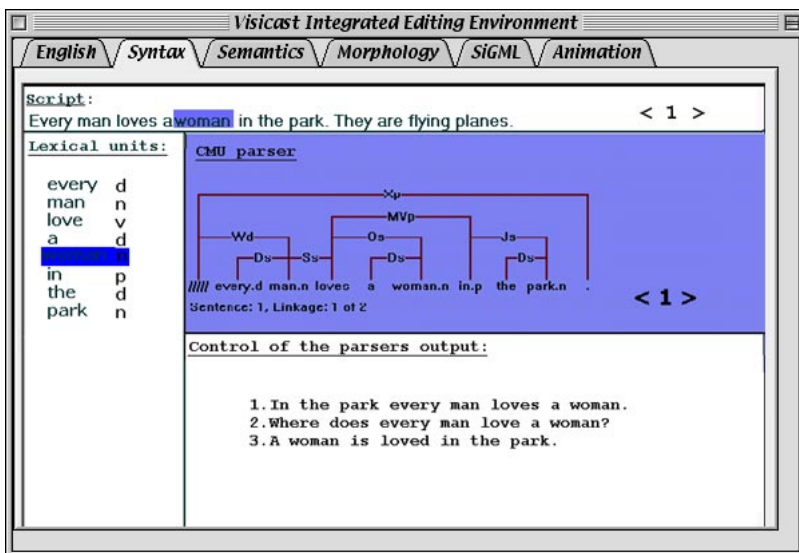 Visicast Integrated Editing Environment
English Syntax Semantics Morphology SiGML Animation
Script:
< 1 >
Every man loves a woman in the park. They are flying planes.
Lexical units:
every d
man n
love v
a d
woman n
in p
the d
park n
CMU parser
Xp
MVp
Wd Os Js
Ds Ss Ds Ds
///// every.d man.n loves a woman.n in.p the park.n .
Sentence: 1, Linkage: 1 of 2
< 1 >
Control of the parsers output:
1.In the park every man loves a woman.
2.Where does every man love a woman?
3.A woman is loved in the park.